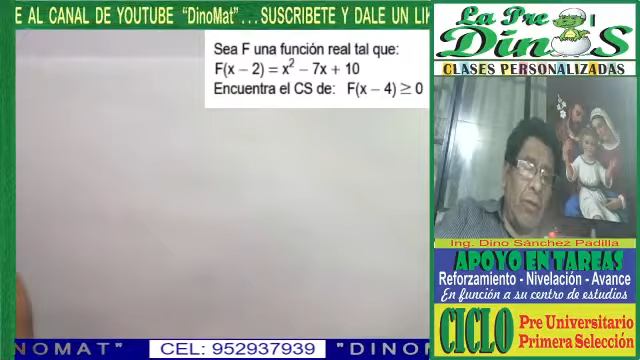 E AL CANAL DE YOUTUBE "DinoMat"... SUSCRIBETE Y DALE UN LIK
Sea F una función real tal que:
F(x – 2) = x² – 7x + 10
Encuentra el CS de: F(x – 4) ≥ 0
La Pre
DinoS
CLASES PERSONALIZADAS
Ing. Dino Sánchez Padilla
APOYO EN TAREAS
Reforzamiento - Nivelación - Avance
En función a su centro de estudios
CICLO Pre Universitario
Primera Selección
NOMAT" CEL: 952937939 "DINO